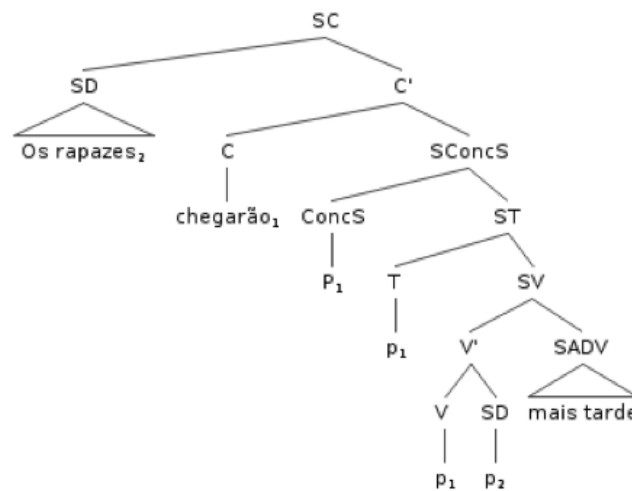 SC
SD C'
Os rapazes₂ C SConcS
chegarão₁ ConcS ST
P₁ T SV
p₁ V' SADV
V SD mais tarde
p₁ p₂